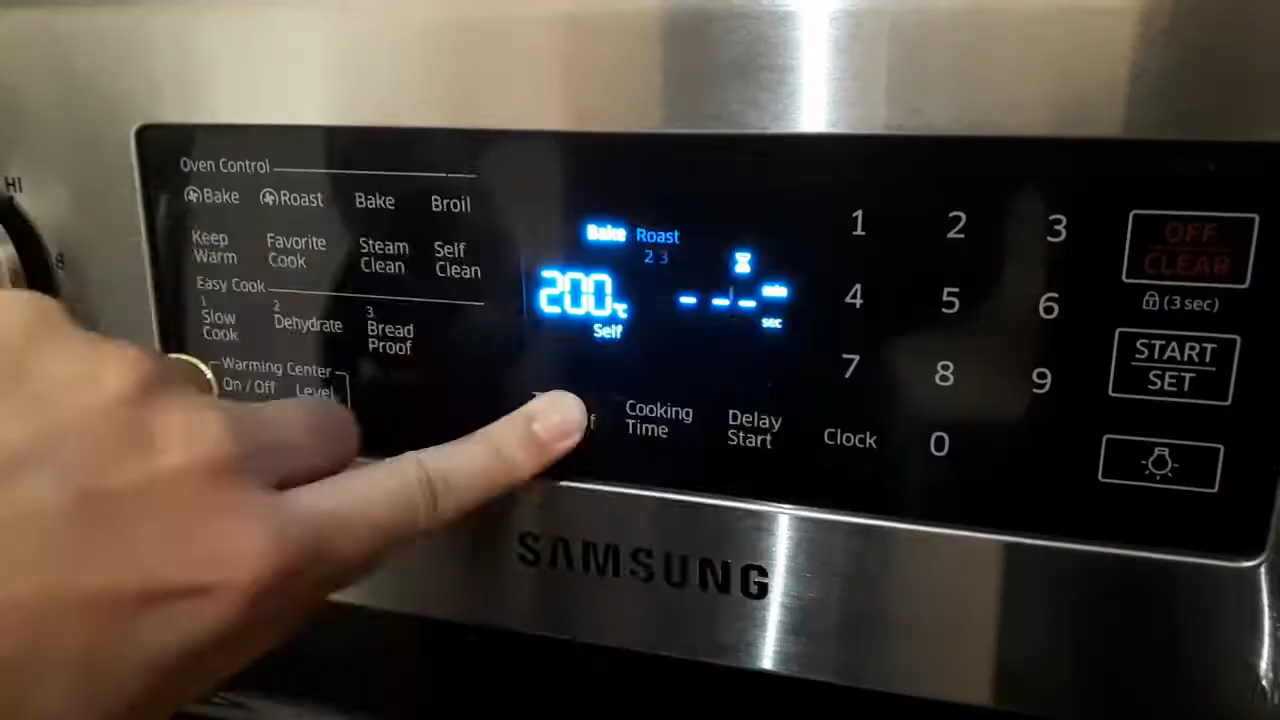 HI
8
Oven Control
Bake Roast Bake Broil
Keep Warm
Favorite Cook
Steam Clean
Self Clean
Easy Cook
1 Slow Cook
2 Dehydrate
3 Bread Proof
Warming Center
On / Off Level
Bake Roast
2 3
200℃
Self
- - -
min
sec
Cooking Time
Delay Start
Clock
1 2 3
4 5 6
7 8 9
0
OFF
CLEAR
(3 sec)
START
SET
SAMSUNG